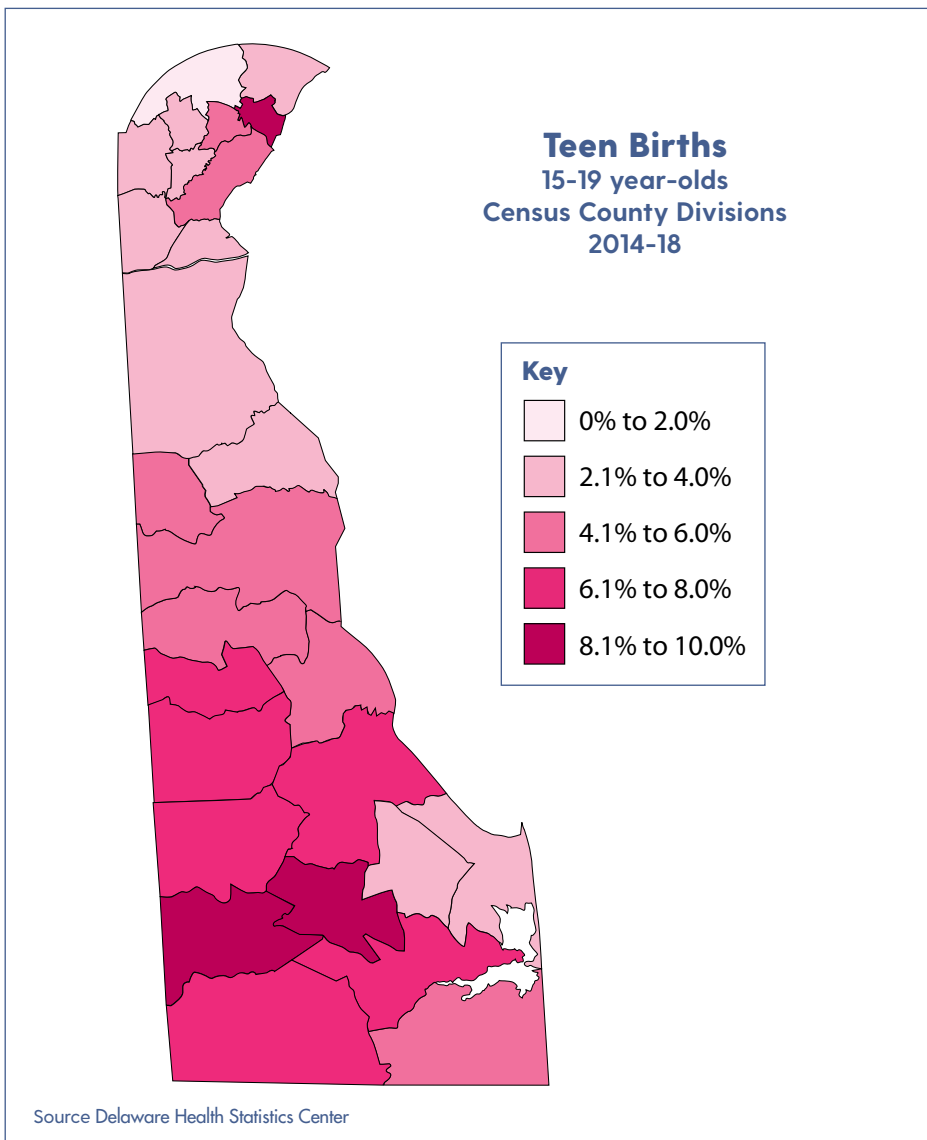 Teen Births
15-19 year-olds
Census County Divisions
2014-18
Key
0% to 2.0%
2.1% to 4.0%
4.1% to 6.0%
6.1% to 8.0%
8.1% to 10.0%
Source Delaware Health Statistics Center